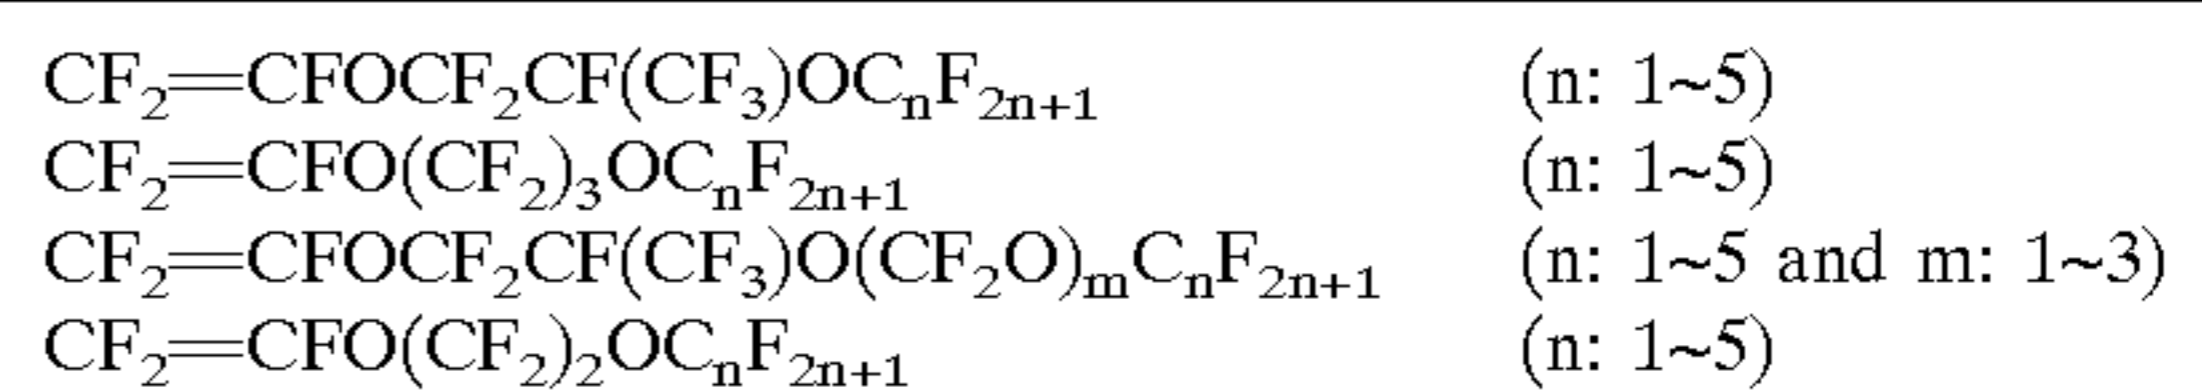 CF₂=CFOCF₂CF(CF₃)OCₙF₂ₙ₊₁ (n: 1~5)
CF₂=CFO(CF₂)₃OCₙF₂ₙ₊₁ (n: 1~5)
CF₂=CFOCF₂CF(CF₃)O(CF₂O)ₘCₙF₂ₙ₊₁ (n: 1~5 and m: 1~3)
CF₂=CFO(CF₂)₂OCₙF₂ₙ₊₁ (n: 1~5)